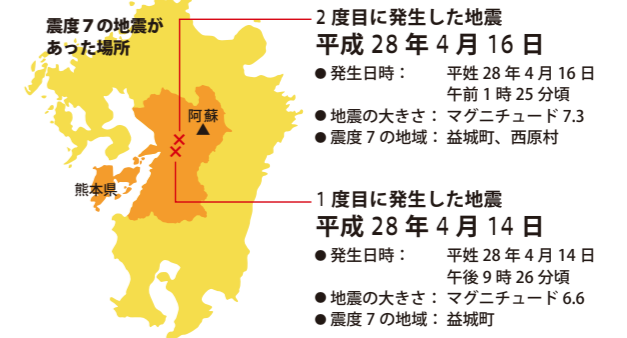 震度７の地震が
あった場所
阿蘇
熊本県
2 度目に発生した地震
平成 28 年 4 月 16 日
● 発生日時： 平姓 28 年 4 月 16 日
午前 1 時 25 分頃
● 地震の大きさ： マグニチュード 7.3
● 震度 7 の地域： 益城町、西原村
1 度目に発生した地震
平成 28 年 4 月 14 日
● 発生日時： 平姓 28 年 4 月 14 日
午後 9 時 26 分頃
● 地震の大きさ： マグニチュード 6.6
● 震度 7 の地域： 益城町